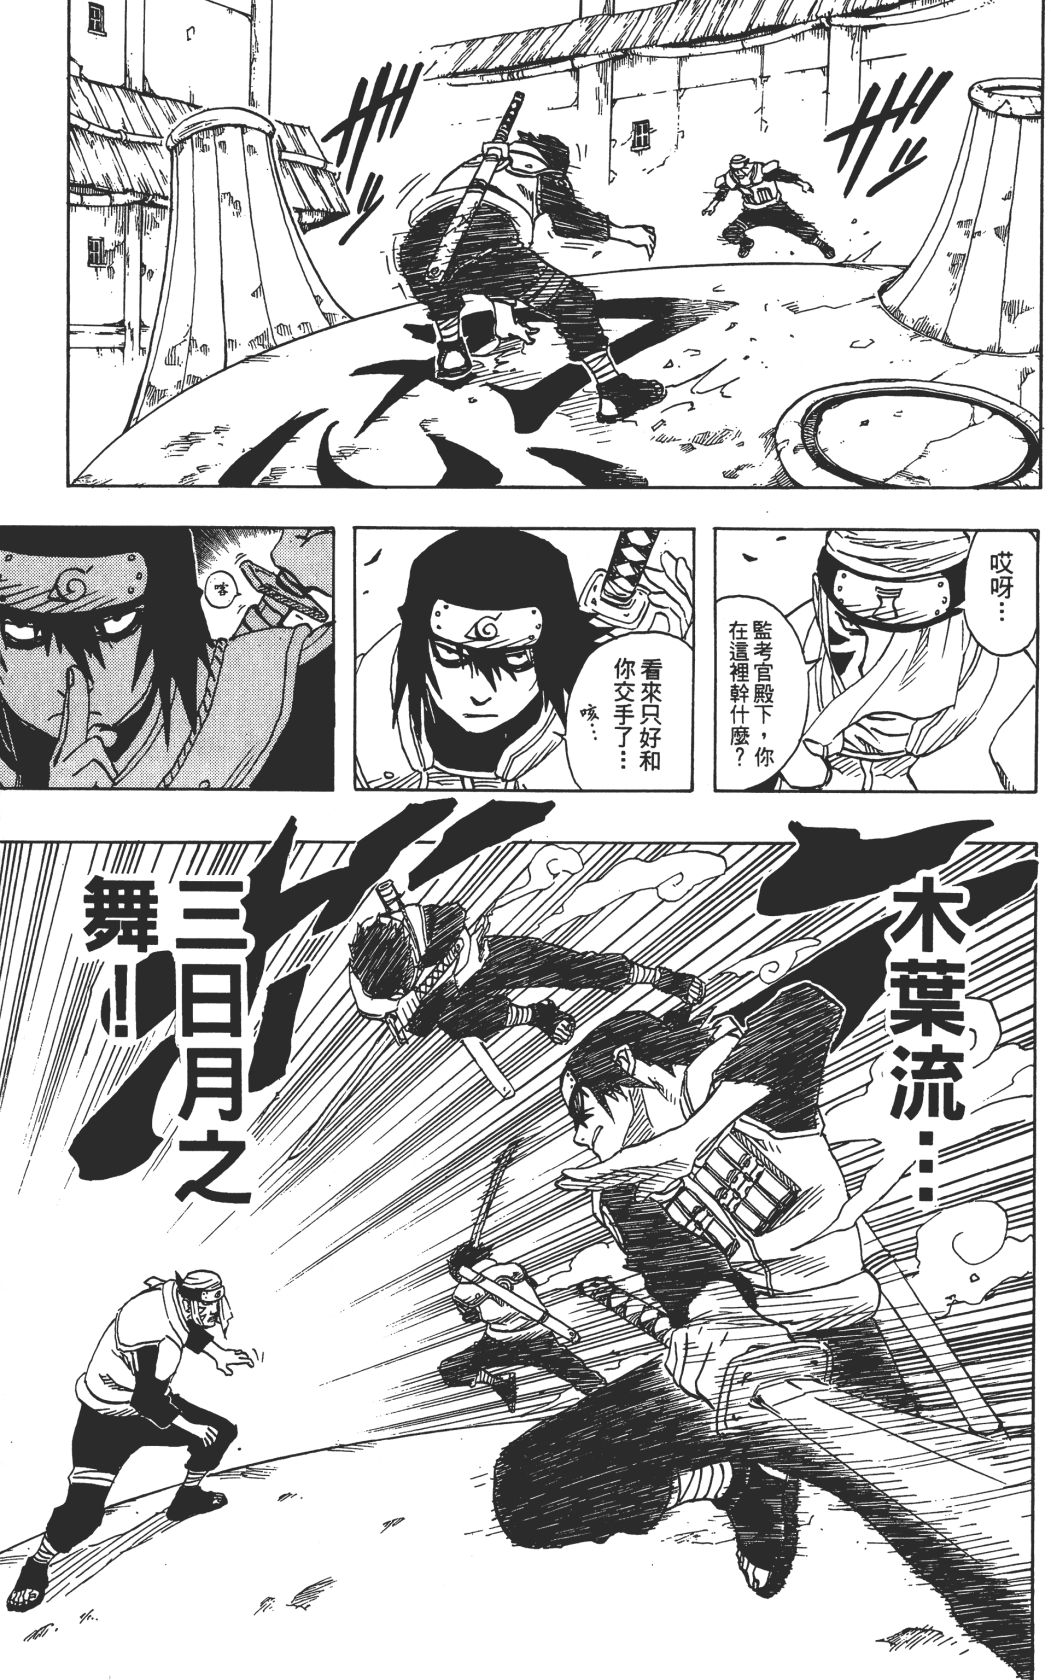 哎呀…
監考官殿下，你
在這裡幹什麼？
看來只好和
你交手了…
咳…
木葉流…
三日月之
舞！